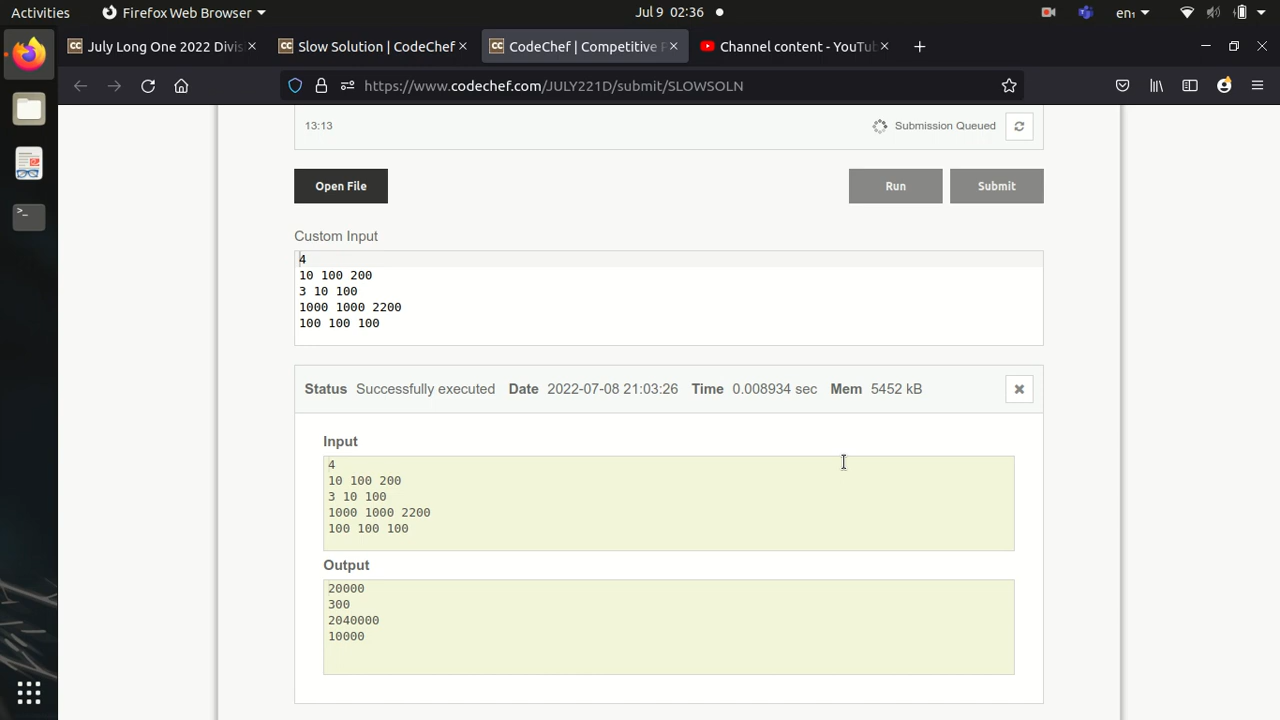 Activities
Firefox Web Browser
Jul 9 02:36
en
July Long One 2022 Divis
Slow Solution | CodeChef
CodeChef | Competitive P
Channel content - YouTub
https://www.codechef.com/JULY221D/submit/SLOWSOLN
13:13
Submission Queued
Open File
Run
Submit
Custom Input
4
10 100 200
3 10 100
1000 1000 2200
100 100 100
Status Successfully executed Date 2022-07-08 21:03:26 Time 0.008934 sec Mem 5452 kB
Input
4
10 100 200
3 10 100
1000 1000 2200
100 100 100
Output
20000
300
2040000
10000